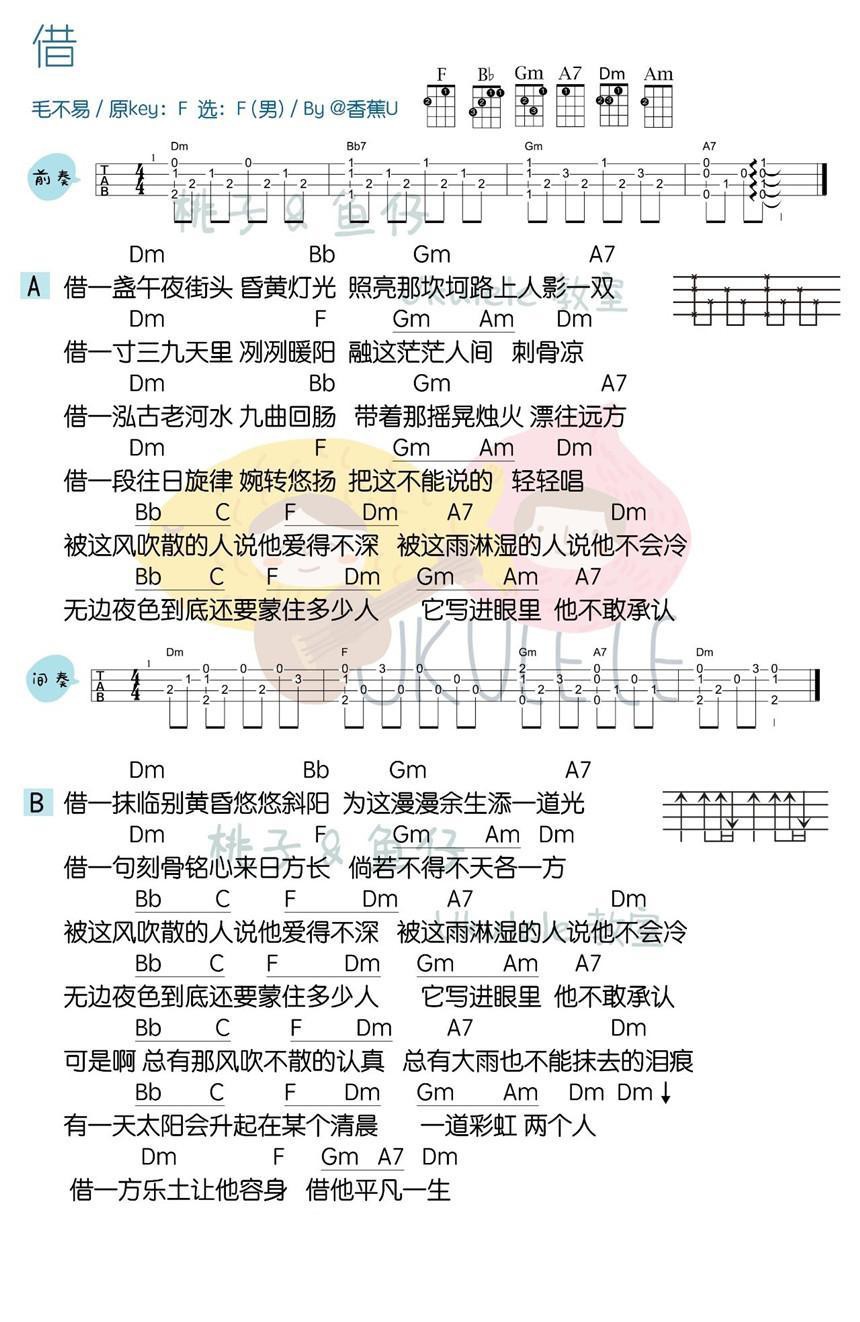 借
毛不易 / 原key：F 选：F (男) / By @香蕉U
F B♭ Gm A7 Dm Am
前奏
Dm Bb7 Gm A7
桃子 & 鱼仔
Dm Bb Gm A7
A 借一盏午夜街头 昏黄灯光 照亮那坎坷路上人影一双
Ukulele 教室
Dm F Gm Am Dm
借一寸三九天里 冽冽暖阳 融这茫茫人间 刺骨凉
Dm Bb Gm A7
借一泓古老河水 九曲回肠 带着那摇晃烛火 漂往远方
Dm F Gm Am Dm
借一段往日旋律 婉转悠扬 把这不能说的 轻轻唱
Bb C F Dm A7 Dm
被这风吹散的人说他爱得不深 被这雨淋湿的人说他不会冷
Bb C F Dm Gm Am A7
无边夜色到底还要蒙住多少人 它写进眼里 他不敢承认
UKULELE
间奏
Dm F Gm A7 Dm
Dm Bb Gm A7
B 借一抹临别黄昏悠悠斜阳 为这漫漫余生添一道光
Dm F Gm Am Dm
桃子 & 鱼仔
借一句刻骨铭心来日方长 倘若不得不天各一方
Bb C F Dm A7 Dm
被这风吹散的人说他爱得不深 被这雨淋湿的人说他不会冷
Ukulele 教室
Bb C F Dm Gm Am A7
无边夜色到底还要蒙住多少人 它写进眼里 他不敢承认
Bb C F Dm A7 Dm
可是啊 总有那风吹不散的认真 总有大雨也不能抹去的泪痕
Bb C F Dm Gm Am Dm Dm↓
有一天太阳会升起在某个清晨 一道彩虹 两个人
Dm F Gm A7 Dm
借一方乐土让他容身 借他平凡一生